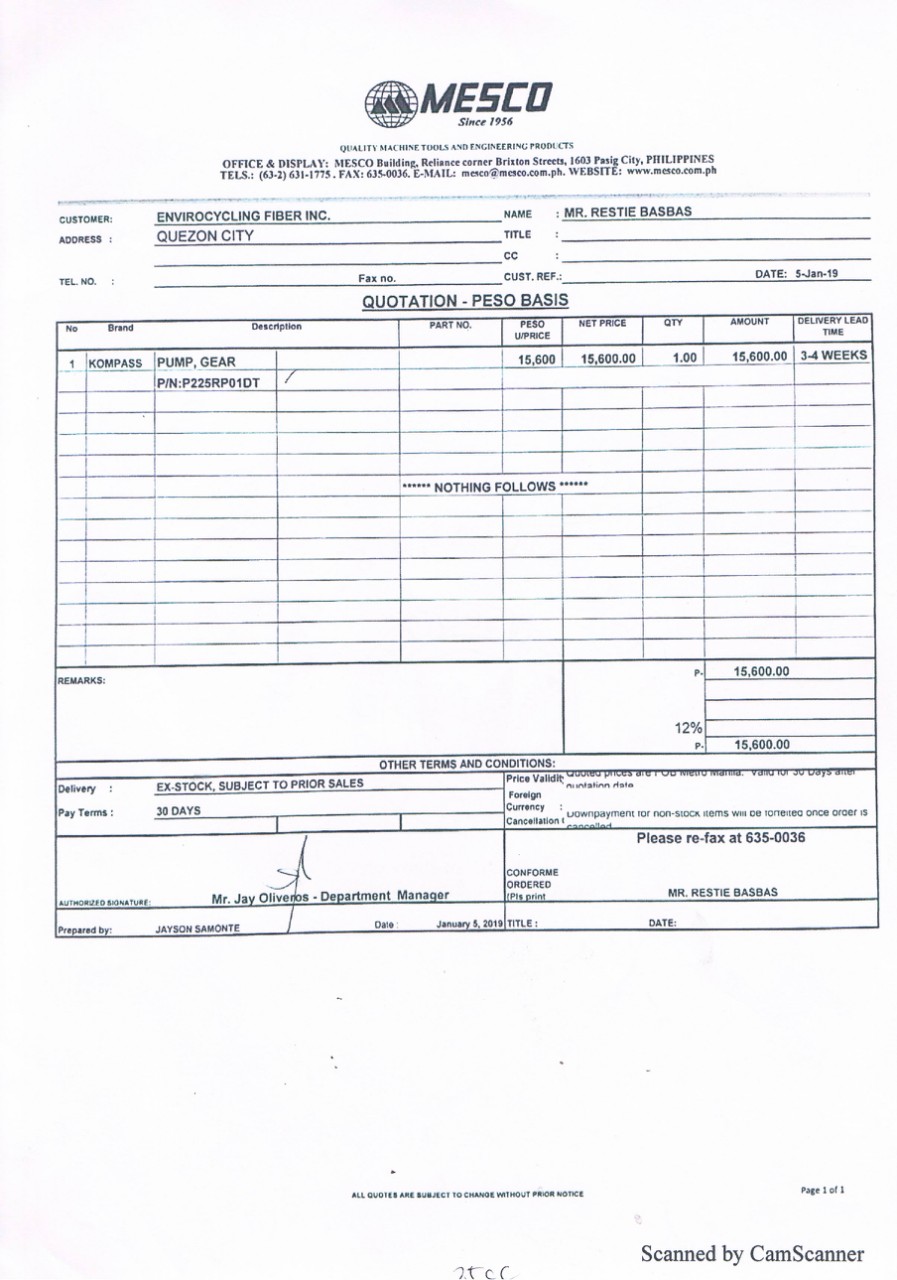 MESCO
Since 1956
QUALITY MACHINE TOOLS AND ENGINEERING PRODUCTS
OFFICE & DISPLAY: MESCO Building, Reliance corner Brixton Streets, 1603 Pasig City, PHILIPPINES
TELS.: (63-2) 631-1775 . FAX: 635-0036. E-MAIL: mesco@mesco.com.ph. WEBSITE: www.mesco.com.ph
CUSTOMER: ENVIROCYCLING FIBER INC. NAME : MR. RESTIE BASBAS
ADDRESS : QUEZON CITY TITLE :
CC :
TEL. NO. : Fax no. CUST. REF.: DATE: 5-Jan-19
QUOTATION - PESO BASIS
No Brand Description PART NO. PESO U/PRICE NET PRICE QTY AMOUNT DELIVERY LEAD TIME
1 KOMPASS PUMP, GEAR 15,600 15,600.00 1.00 15,600.00 3-4 WEEKS
P/N:P225RP01DT
****** NOTHING FOLLOWS ******
REMARKS: P- 15,600.00
12%
P- 15,600.00
OTHER TERMS AND CONDITIONS:
Delivery : EX-STOCK, SUBJECT TO PRIOR SALES Price Validit Quoted prices are FOB Metro Manila. Valid for 30 Days after
quotation date
Foreign
Pay Terms : 30 DAYS Currency :
Cancellation t Downpayment for non-stock items will be forfeited once order is
cancelled
Please re-fax at 635-0036
CONFORME
ORDERED
AUTHORIZED SIGNATURE: Mr. Jay Oliveros - Department Manager (Pls print MR. RESTIE BASBAS
Prepared by: JAYSON SAMONTE Date : January 5, 2019 TITLE : DATE:
ALL QUOTES ARE SUBJECT TO CHANGE WITHOUT PRIOR NOTICE
Page 1 of 1
Scanned by CamScanner